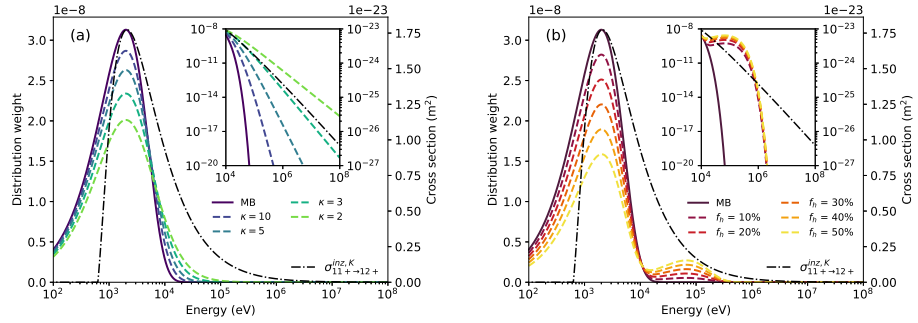 1e−8
(a)
Distribution weight
3.0
2.5
2.0
1.5
1.0
0.5
0.0
10^2 10^3 10^4 10^5 10^6 10^7 10^8
Energy (eV)
1.75
1.50
1.25
1.00
0.75
0.50
0.25
0.00
Cross section (m^2)
1e−23
10^−8
10^−11
10^−14
10^−17
10^−20
10^4 10^6 10^8
10^−23
10^−24
10^−25
10^−26
10^−27
MB
κ = 10
κ = 5
κ = 3
κ = 2
σ^{inz, K}_{11+→12+}
1e−8
(b)
Distribution weight
3.0
2.5
2.0
1.5
1.0
0.5
0.0
10^2 10^3 10^4 10^5 10^6 10^7 10^8
Energy (eV)
1.75
1.50
1.25
1.00
0.75
0.50
0.25
0.00
Cross section (m^2)
1e−23
10^−8
10^−11
10^−14
10^−17
10^−20
10^4 10^6 10^8
10^−23
10^−24
10^−25
10^−26
10^−27
MB
f_h = 10%
f_h = 20%
f_h = 30%
f_h = 40%
f_h = 50%
σ^{inz, K}_{11+→12+}